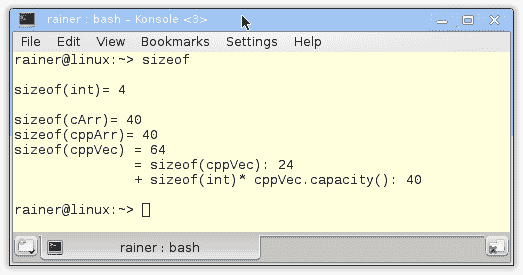 rainer : bash – Konsole <3>
File Edit View Bookmarks Settings Help
rainer@linux:~> sizeof
sizeof(int)= 4
sizeof(cArr)= 40
sizeof(cppArr)= 40
sizeof(cppVec) = 64
= sizeof(cppVec): 24
+ sizeof(int)* cppVec.capacity(): 40
rainer@linux:~>
rainer : bash